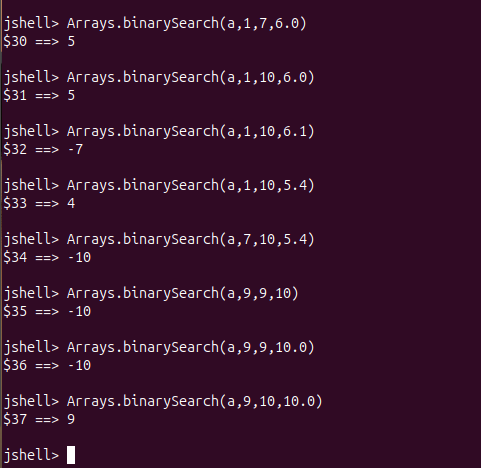 jshell> Arrays.binarySearch(a,1,7,6.0)
$30 ==> 5
jshell> Arrays.binarySearch(a,1,10,6.0)
$31 ==> 5
jshell> Arrays.binarySearch(a,1,10,6.1)
$32 ==> -7
jshell> Arrays.binarySearch(a,1,10,5.4)
$33 ==> 4
jshell> Arrays.binarySearch(a,7,10,5.4)
$34 ==> -10
jshell> Arrays.binarySearch(a,9,9,10)
$35 ==> -10
jshell> Arrays.binarySearch(a,9,9,10.0)
$36 ==> -10
jshell> Arrays.binarySearch(a,9,10,10.0)
$37 ==> 9
jshell>